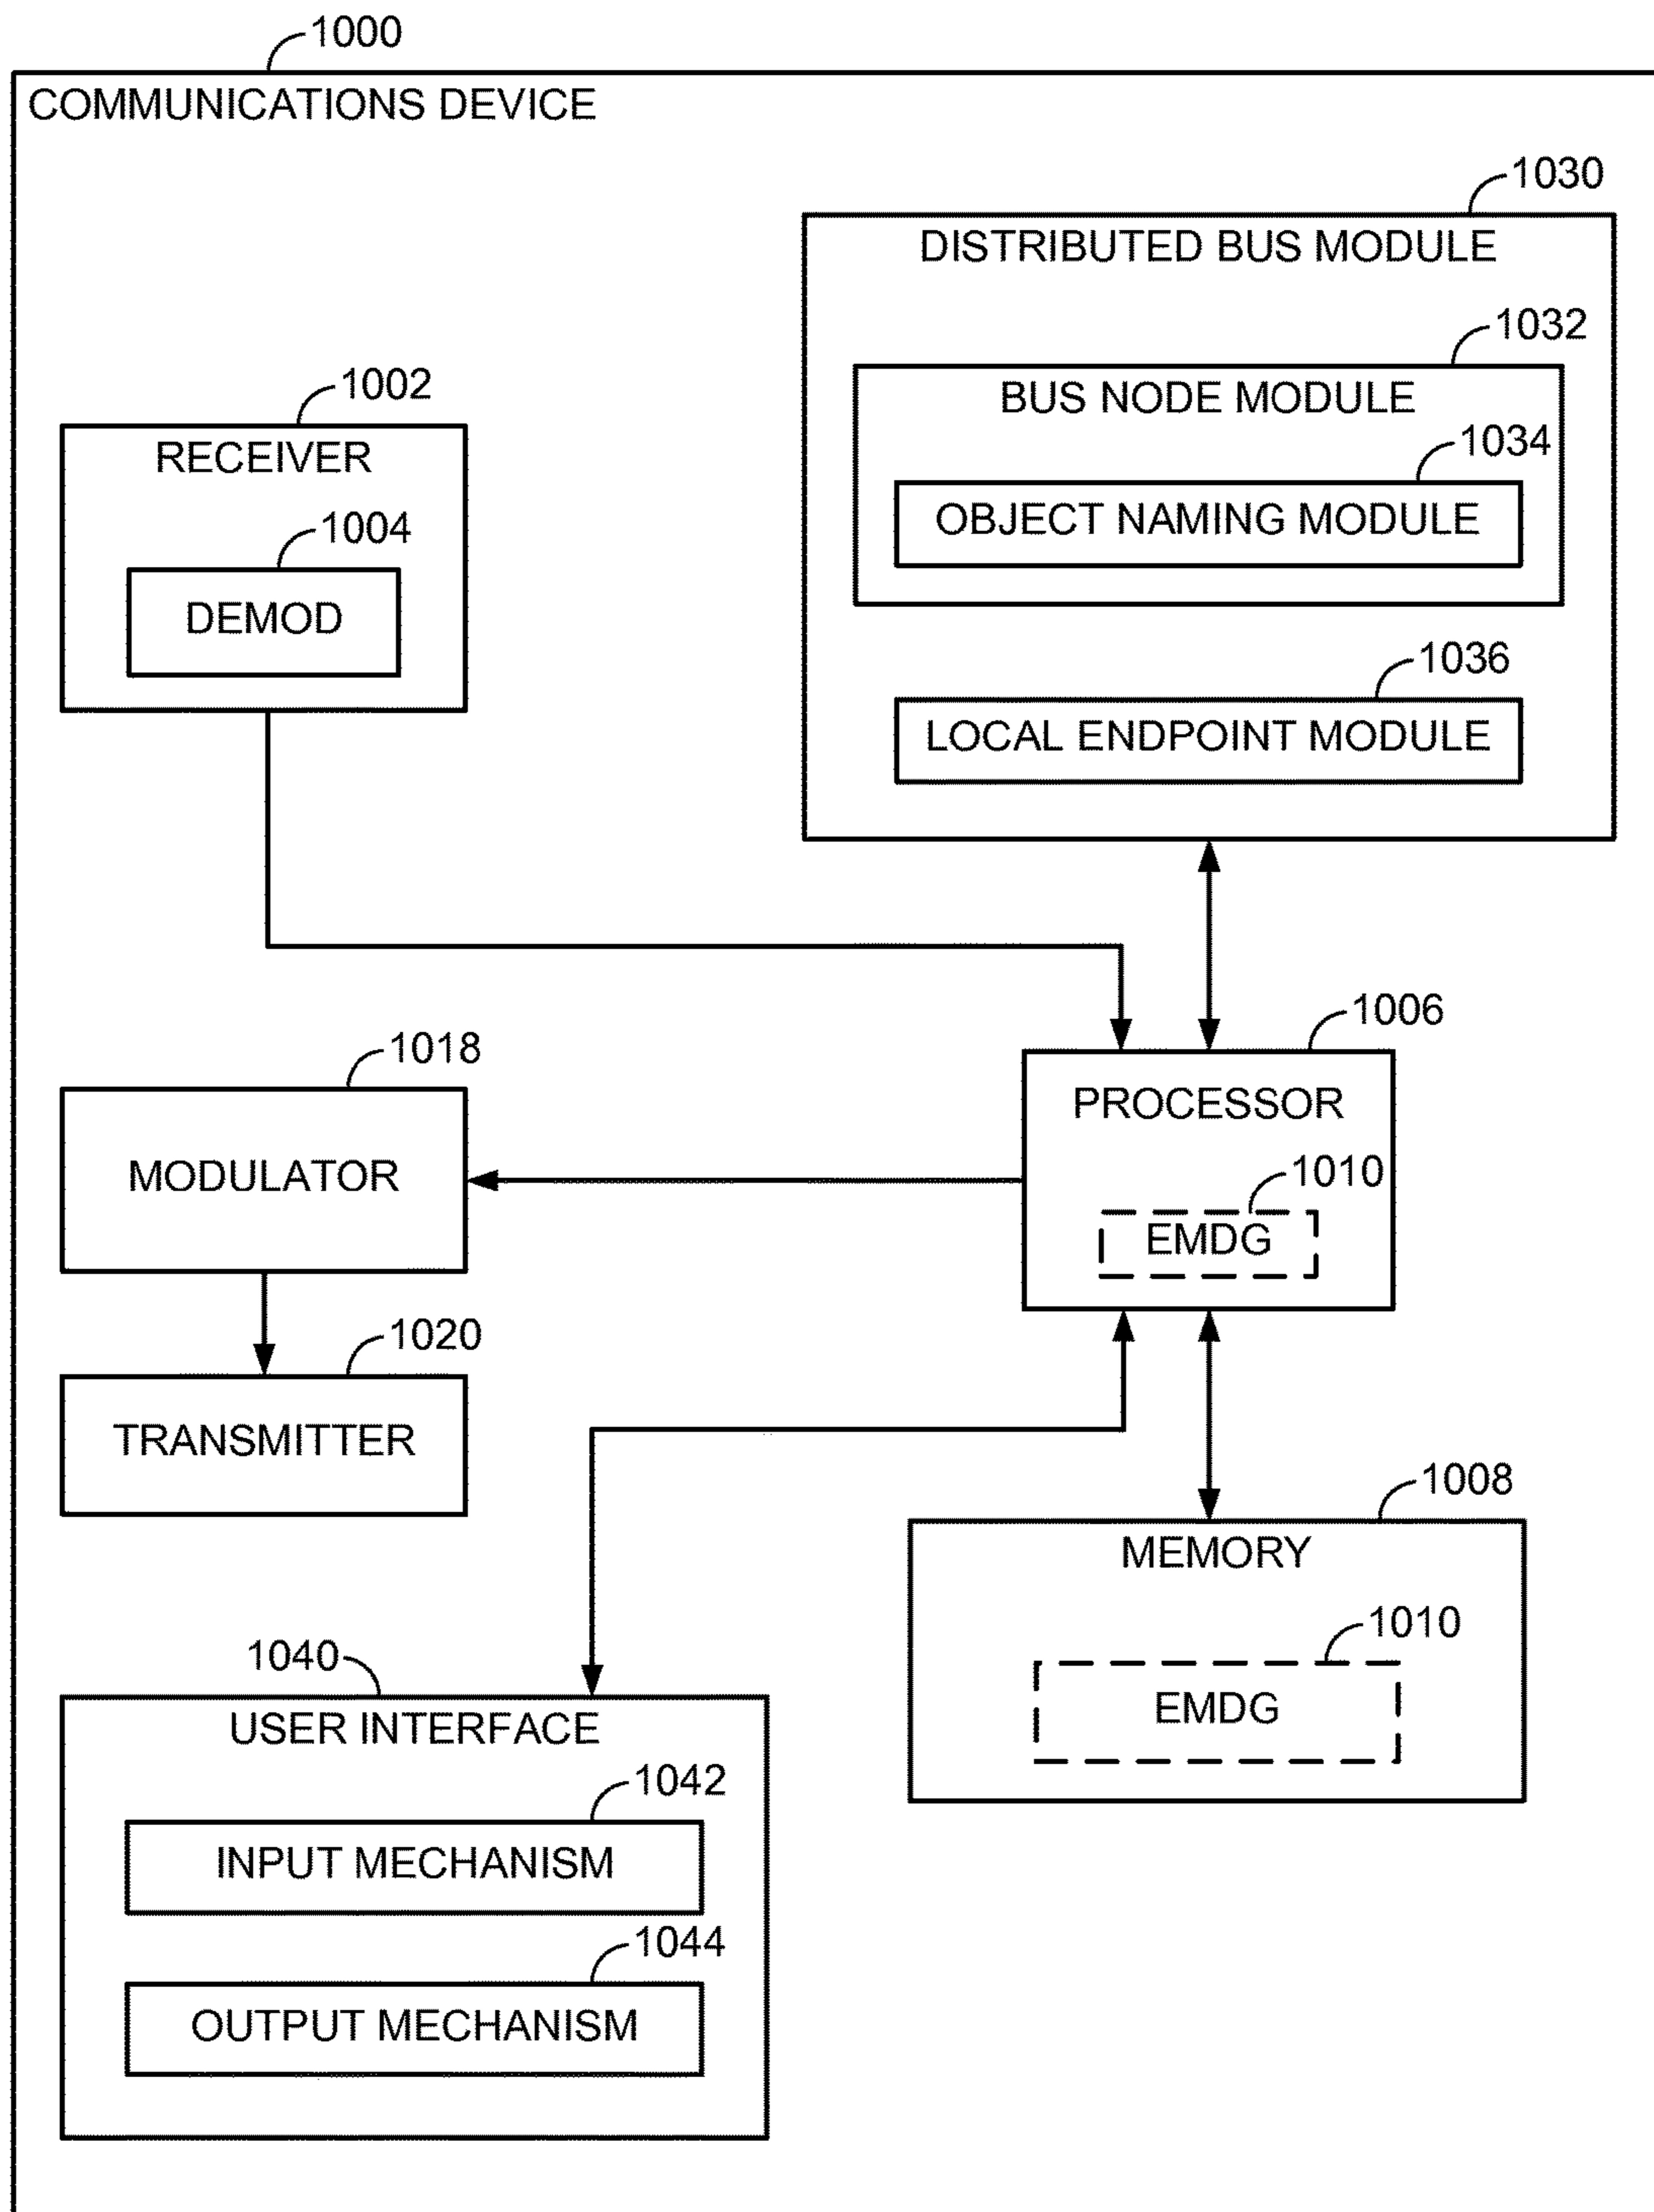 1000
COMMUNICATIONS DEVICE
1030
DISTRIBUTED BUS MODULE
1032
BUS NODE MODULE
1034
OBJECT NAMING MODULE
1036
LOCAL ENDPOINT MODULE
1002
RECEIVER
1004
DEMOD
1006
PROCESSOR
1010
EMDG
1018
MODULATOR
1020
TRANSMITTER
1008
MEMORY
1010
EMDG
1040
USER INTERFACE
1042
INPUT MECHANISM
1044
OUTPUT MECHANISM